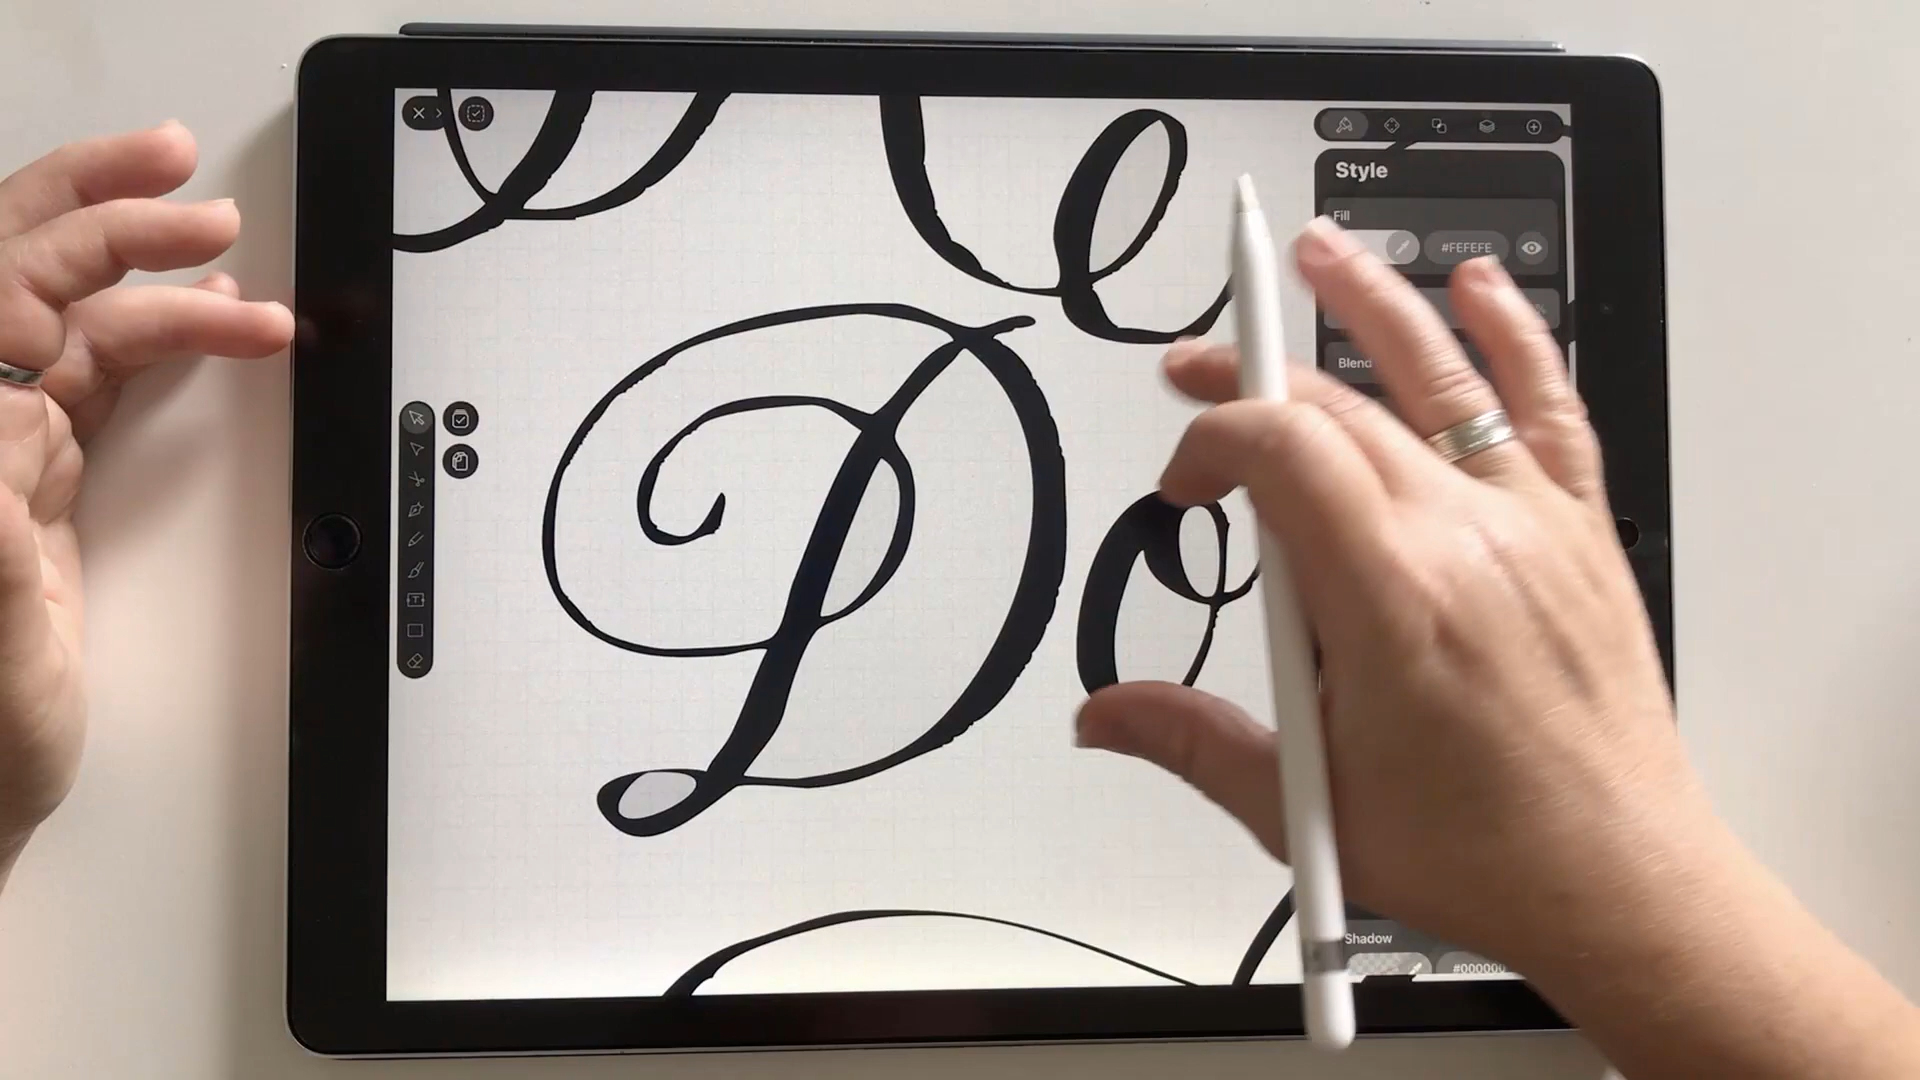 e
Style
Fill
#FEFEFE
Blend
Do
Shadow
#000000